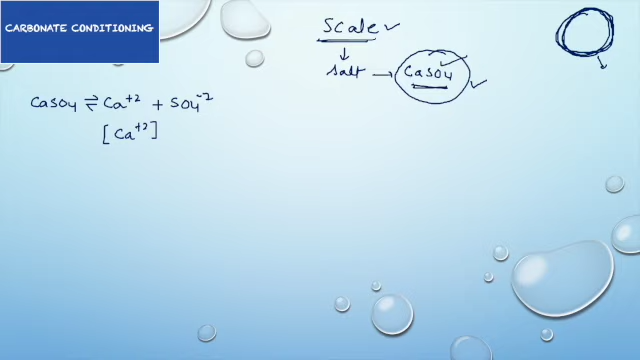 CARBONATE CONDITIONING
Scale ✓
↓
salt → CaSO4 ✓
CaSO4 ⇌ Ca+2 + SO4-2
[Ca+2]